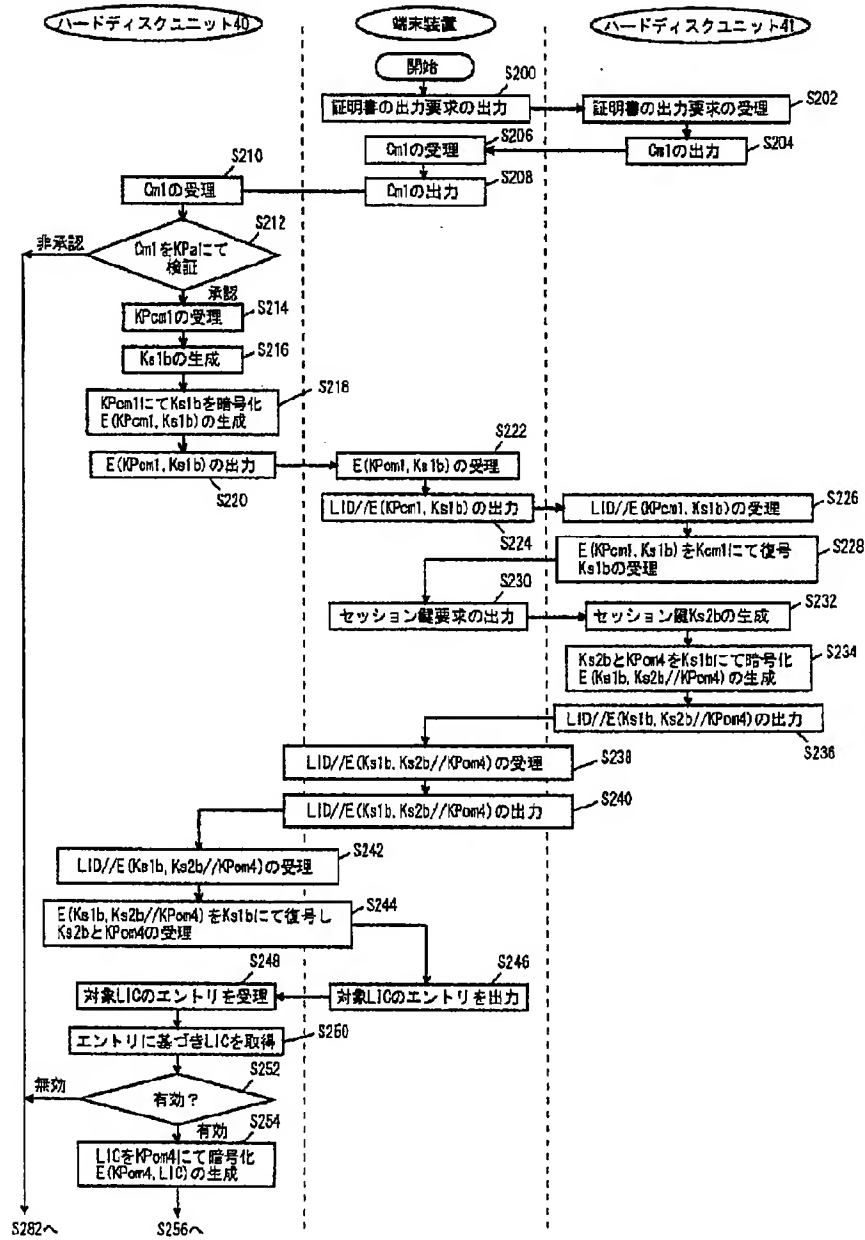 ハードディスクユニット40
端末装置
ハードディスクユニット41
開始
S200
証明書の出力要求の出力
証明書の出力要求の受理
S202
S206
Cm1の受理
Cm1の出力
S204
S210
Cm1の受理
Cm1の出力
S208
S212
非承認
Cm1をKPaにて
検証
承認
KPcm1の受理
S214
Ks1bの生成
S216
S218
KPcm1にてKs1bを暗号化
E(KPcm1, Ks1b)の生成
S222
E(KPcm1, Ks1b)の出力
S220
E(KPcm1, Ks1b)の受理
LID//E(KPcm1, Ks1b)の出力
S224
LID//E(KPcm1, Ks1b)の受理
S226
E(KPcm1, Ks1b)をKcm1にて復号
Ks1bの受理
S228
S230
セッション鍵要求の出力
セッション鍵Ks2bの生成
S232
Ks2bとKPom4をKs1bにて暗号化
E(Ks1b, Ks2b//KPom4)の生成
S234
LID//E(Ks1b, Ks2b//KPom4)の出力
S236
LID//E(Ks1b, Ks2b//KPom4)の受理
S238
LID//E(Ks1b, Ks2b//KPom4)の出力
S240
S242
LID//E(Ks1b, Ks2b//KPom4)の受理
S244
E(Ks1b, Ks2b//KPom4)をKs1bにて復号し
Ks2bとKPom4の受理
S248
対象LICのエントリを受理
S246
対象LICのエントリを出力
エントリに基づきLICを取得
S250
S252
無効
有効?
有効
S254
LICをKPom4にて暗号化
E(KPom4, LIC)の生成
S282へ
S256へ